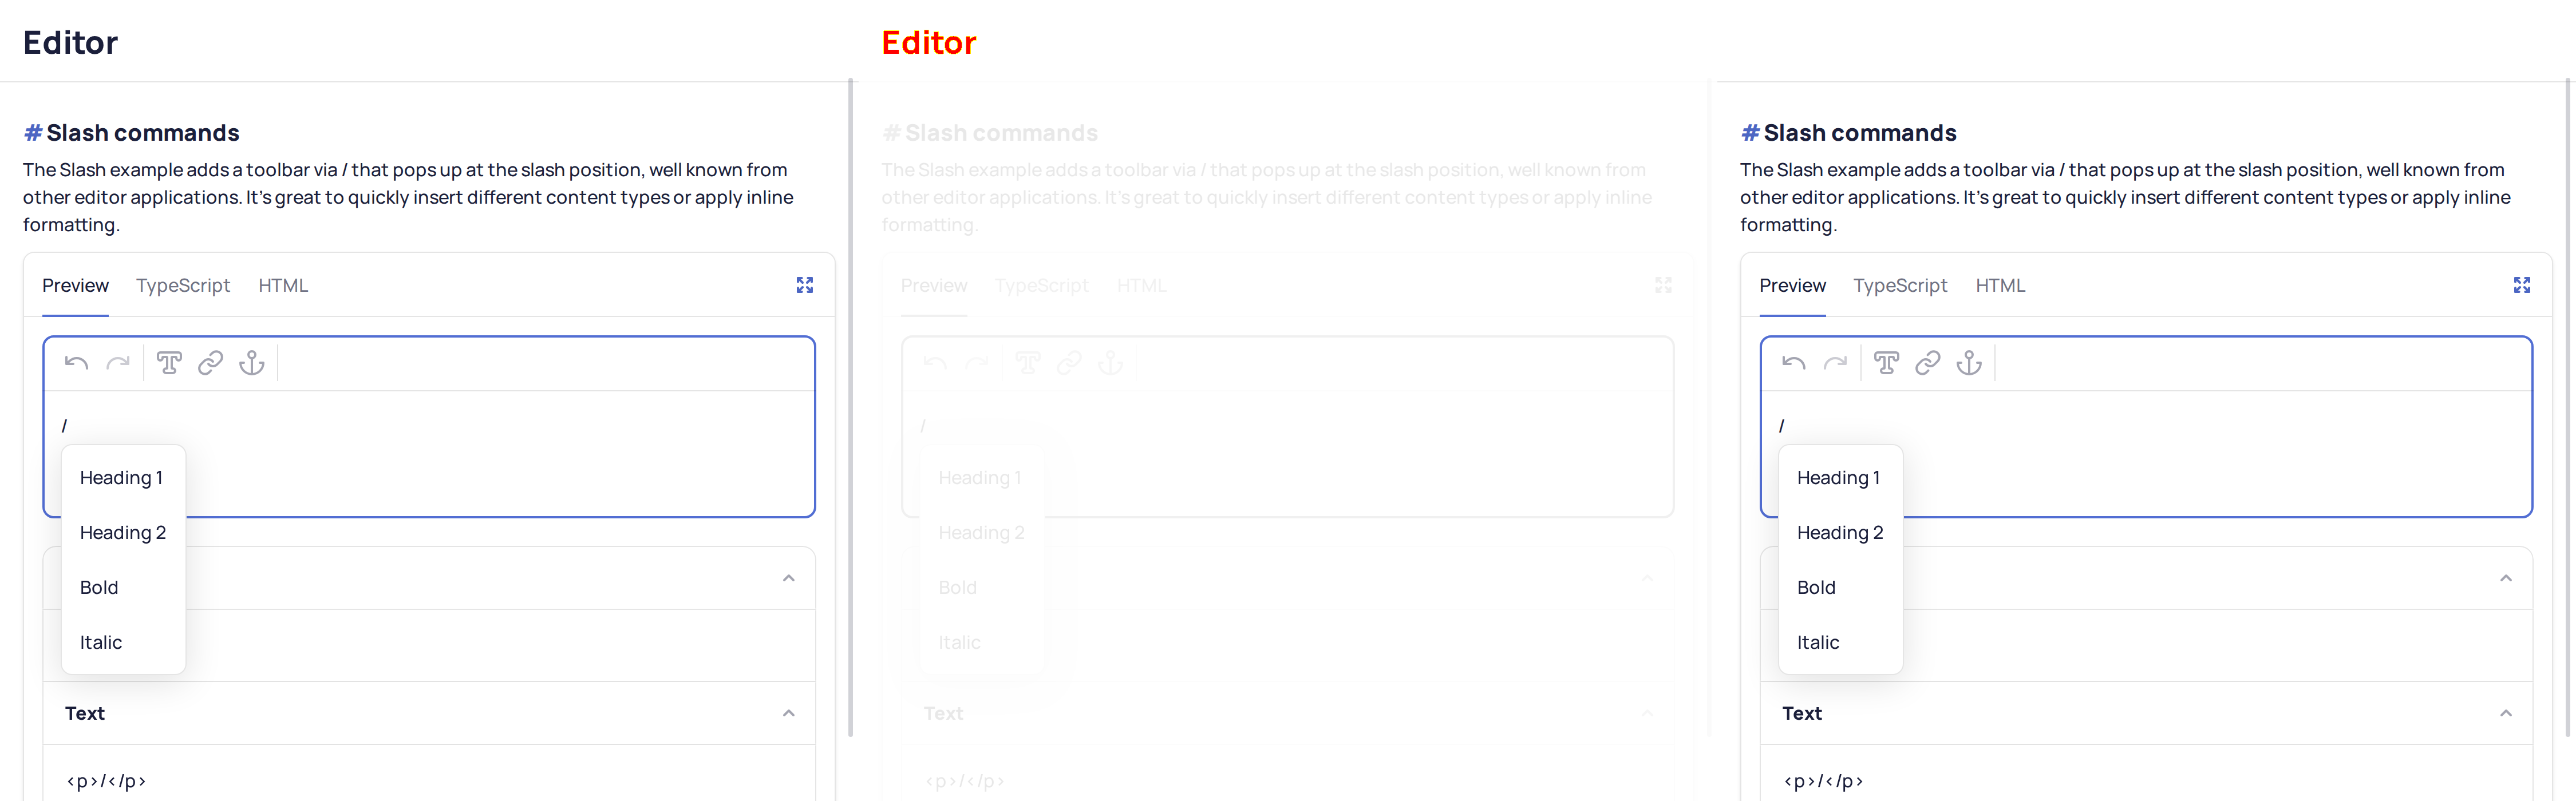 Editor
# Slash commands
The Slash example adds a toolbar via / that pops up at the slash position, well known from
other editor applications. It's great to quickly insert different content types or apply inline
formatting.
Preview TypeScript HTML
/
Heading 1
Heading 2
Bold
Italic
Text
<p>/</p>
Editor
# Slash commands
The Slash example adds a toolbar via / that pops up at the slash position, well known from
other editor applications. It's great to quickly insert different content types or apply inline
formatting.
Preview TypeScript HTML
/
Heading 1
Heading 2
Bold
Italic
Text
<p>/</p>
# Slash commands
The Slash example adds a toolbar via / that pops up at the slash position, well known from
other editor applications. It's great to quickly insert different content types or apply inline
formatting.
Preview TypeScript HTML
/
Heading 1
Heading 2
Bold
Italic
Text
<p>/</p>